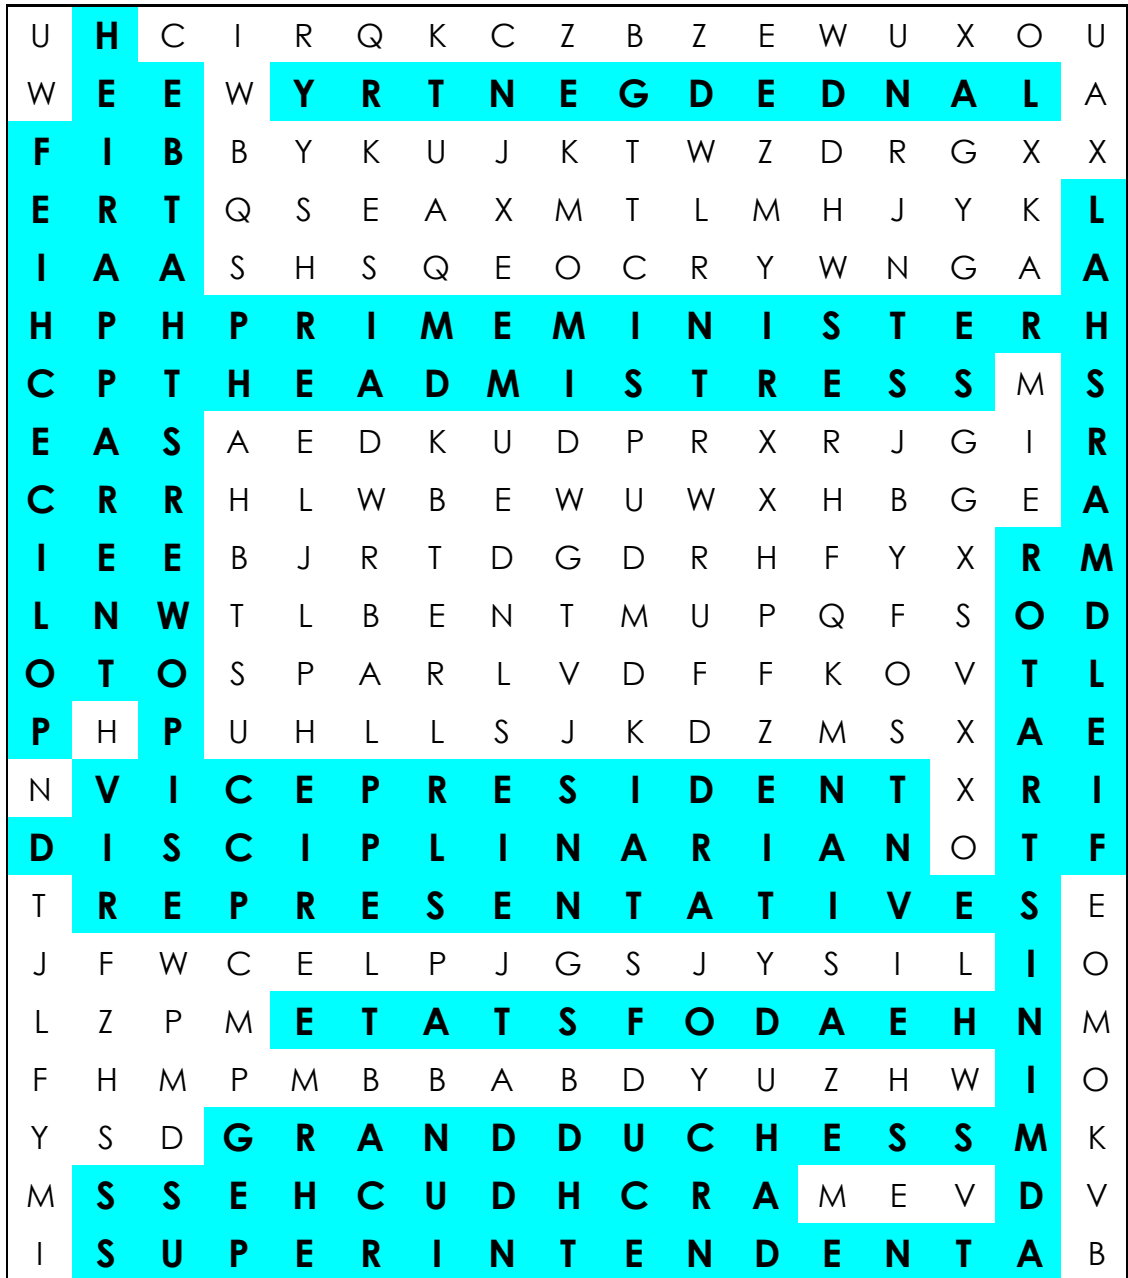 U H C I R Q K C Z B Z E W U X O U
W E E W Y R T N E G D E D N A L A
F I B B Y K U J K T W Z D R G X X
E R T Q S E A X M T L M H J Y K L
I A A S H S Q E O C R Y W N G A A
H P H P R I M E M I N I S T E R H
C P T H E A D M I S T R E S S M S
E A S A E D K U D P R X R J G I R
C R R H L W B E W U W X H B G E A
I E E B J R T D G D R H F Y X R M
L N W T L B E N T M U P Q F S O D
O T O S P A R L V D F F K O V T L
P H P U H L L S J K D Z M S X A E
N V I C E P R E S I D E N T X R I
D I S C I P L I N A R I A N O T F
T R E P R E S E N T A T I V E S E
J F W C E L P J G S J Y S I L I O
L Z P M E T A T S F O D A E H N M
F H M P M B B A B D Y U Z H W I O
Y S D G R A N D D U C H E S S M K
M S S E H C U D H C R A M E V D V
I S U P E R I N T E N D E N T A B